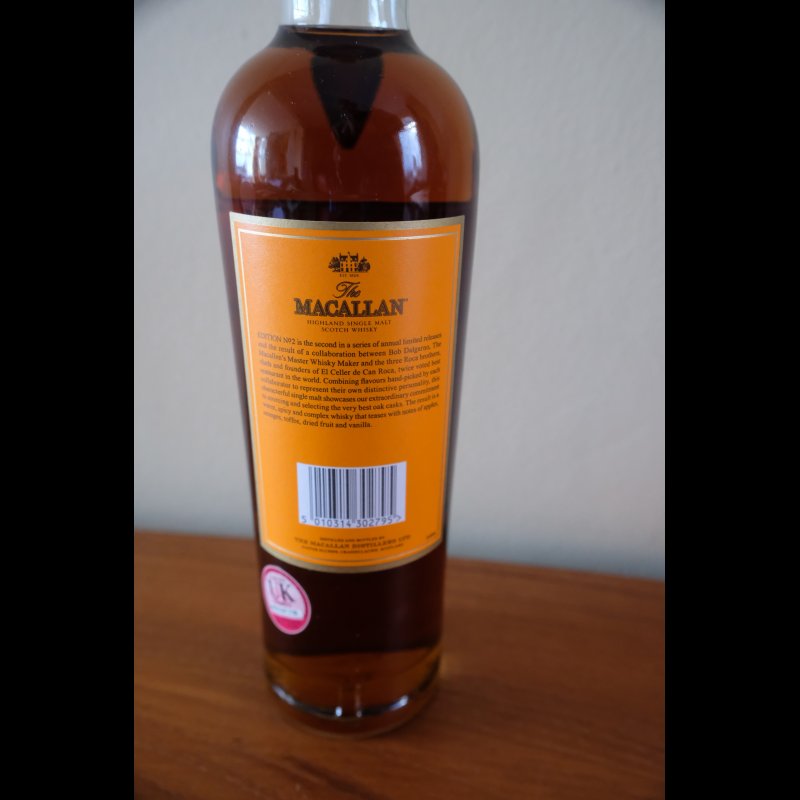 EST. 1824
The
MACALLAN
HIGHLAND SINGLE MALT
SCOTCH WHISKY
EDITION Nº2 is the second in a series of annual limited releases
and the result of a collaboration between Bob Dalgarno, The
Macallan's Master Whisky Maker and the three Roca brothers,
chefs and founders of El Celler de Can Roca, twice voted best
restaurant in the world. Combining flavours hand-picked by each
collaborator to represent their own distinctive personality, this
characterful single malt showcases our extraordinary commitment
to sourcing and selecting the very best oak casks. The result is a
warm, spicy and complex whisky that teases with notes of apples,
oranges, toffee, dried fruit and vanilla.
5 010314 302795 >
DISTILLED AND BOTTLED BY
THE MACALLAN DISTILLERS LTD
EASTER ELCHIES, CRAIGELLACHIE, SCOTLAND
UK